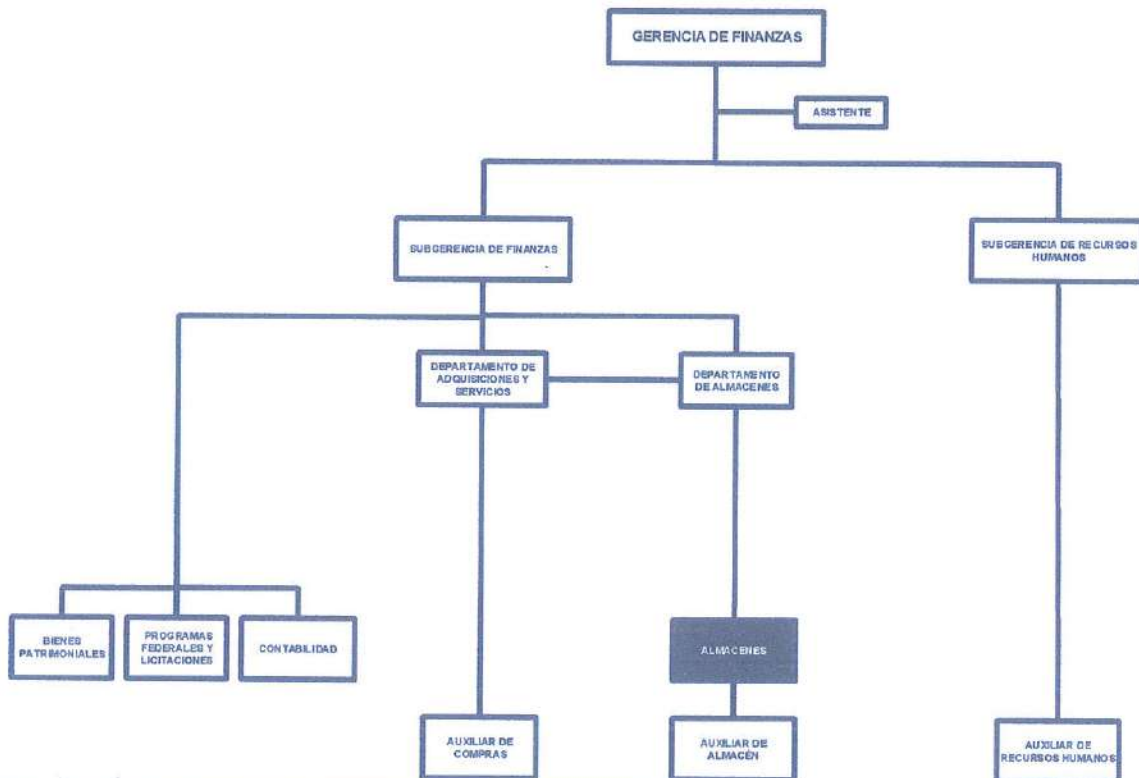 GERENCIA DE FINANZAS
ASISTENTE
SUBGERENCIA DE FINANZAS
SUBGERENCIA DE RECURSOS
HUMANOS
DEPARTAMENTO DE
ADQUISICIONES Y
SERVICIOS
DEPARTAMENTO
DE ALMACENES
BIENES
PATRIMONIALES
PROGRAMAS
FEDERALES Y
LICITACIONES
CONTABILIDAD
ALMACENES
AUXILIAR DE
COMPRAS
AUXILIAR DE
ALMACÉN
AUXILIAR DE
RECURSOS HUMANOS